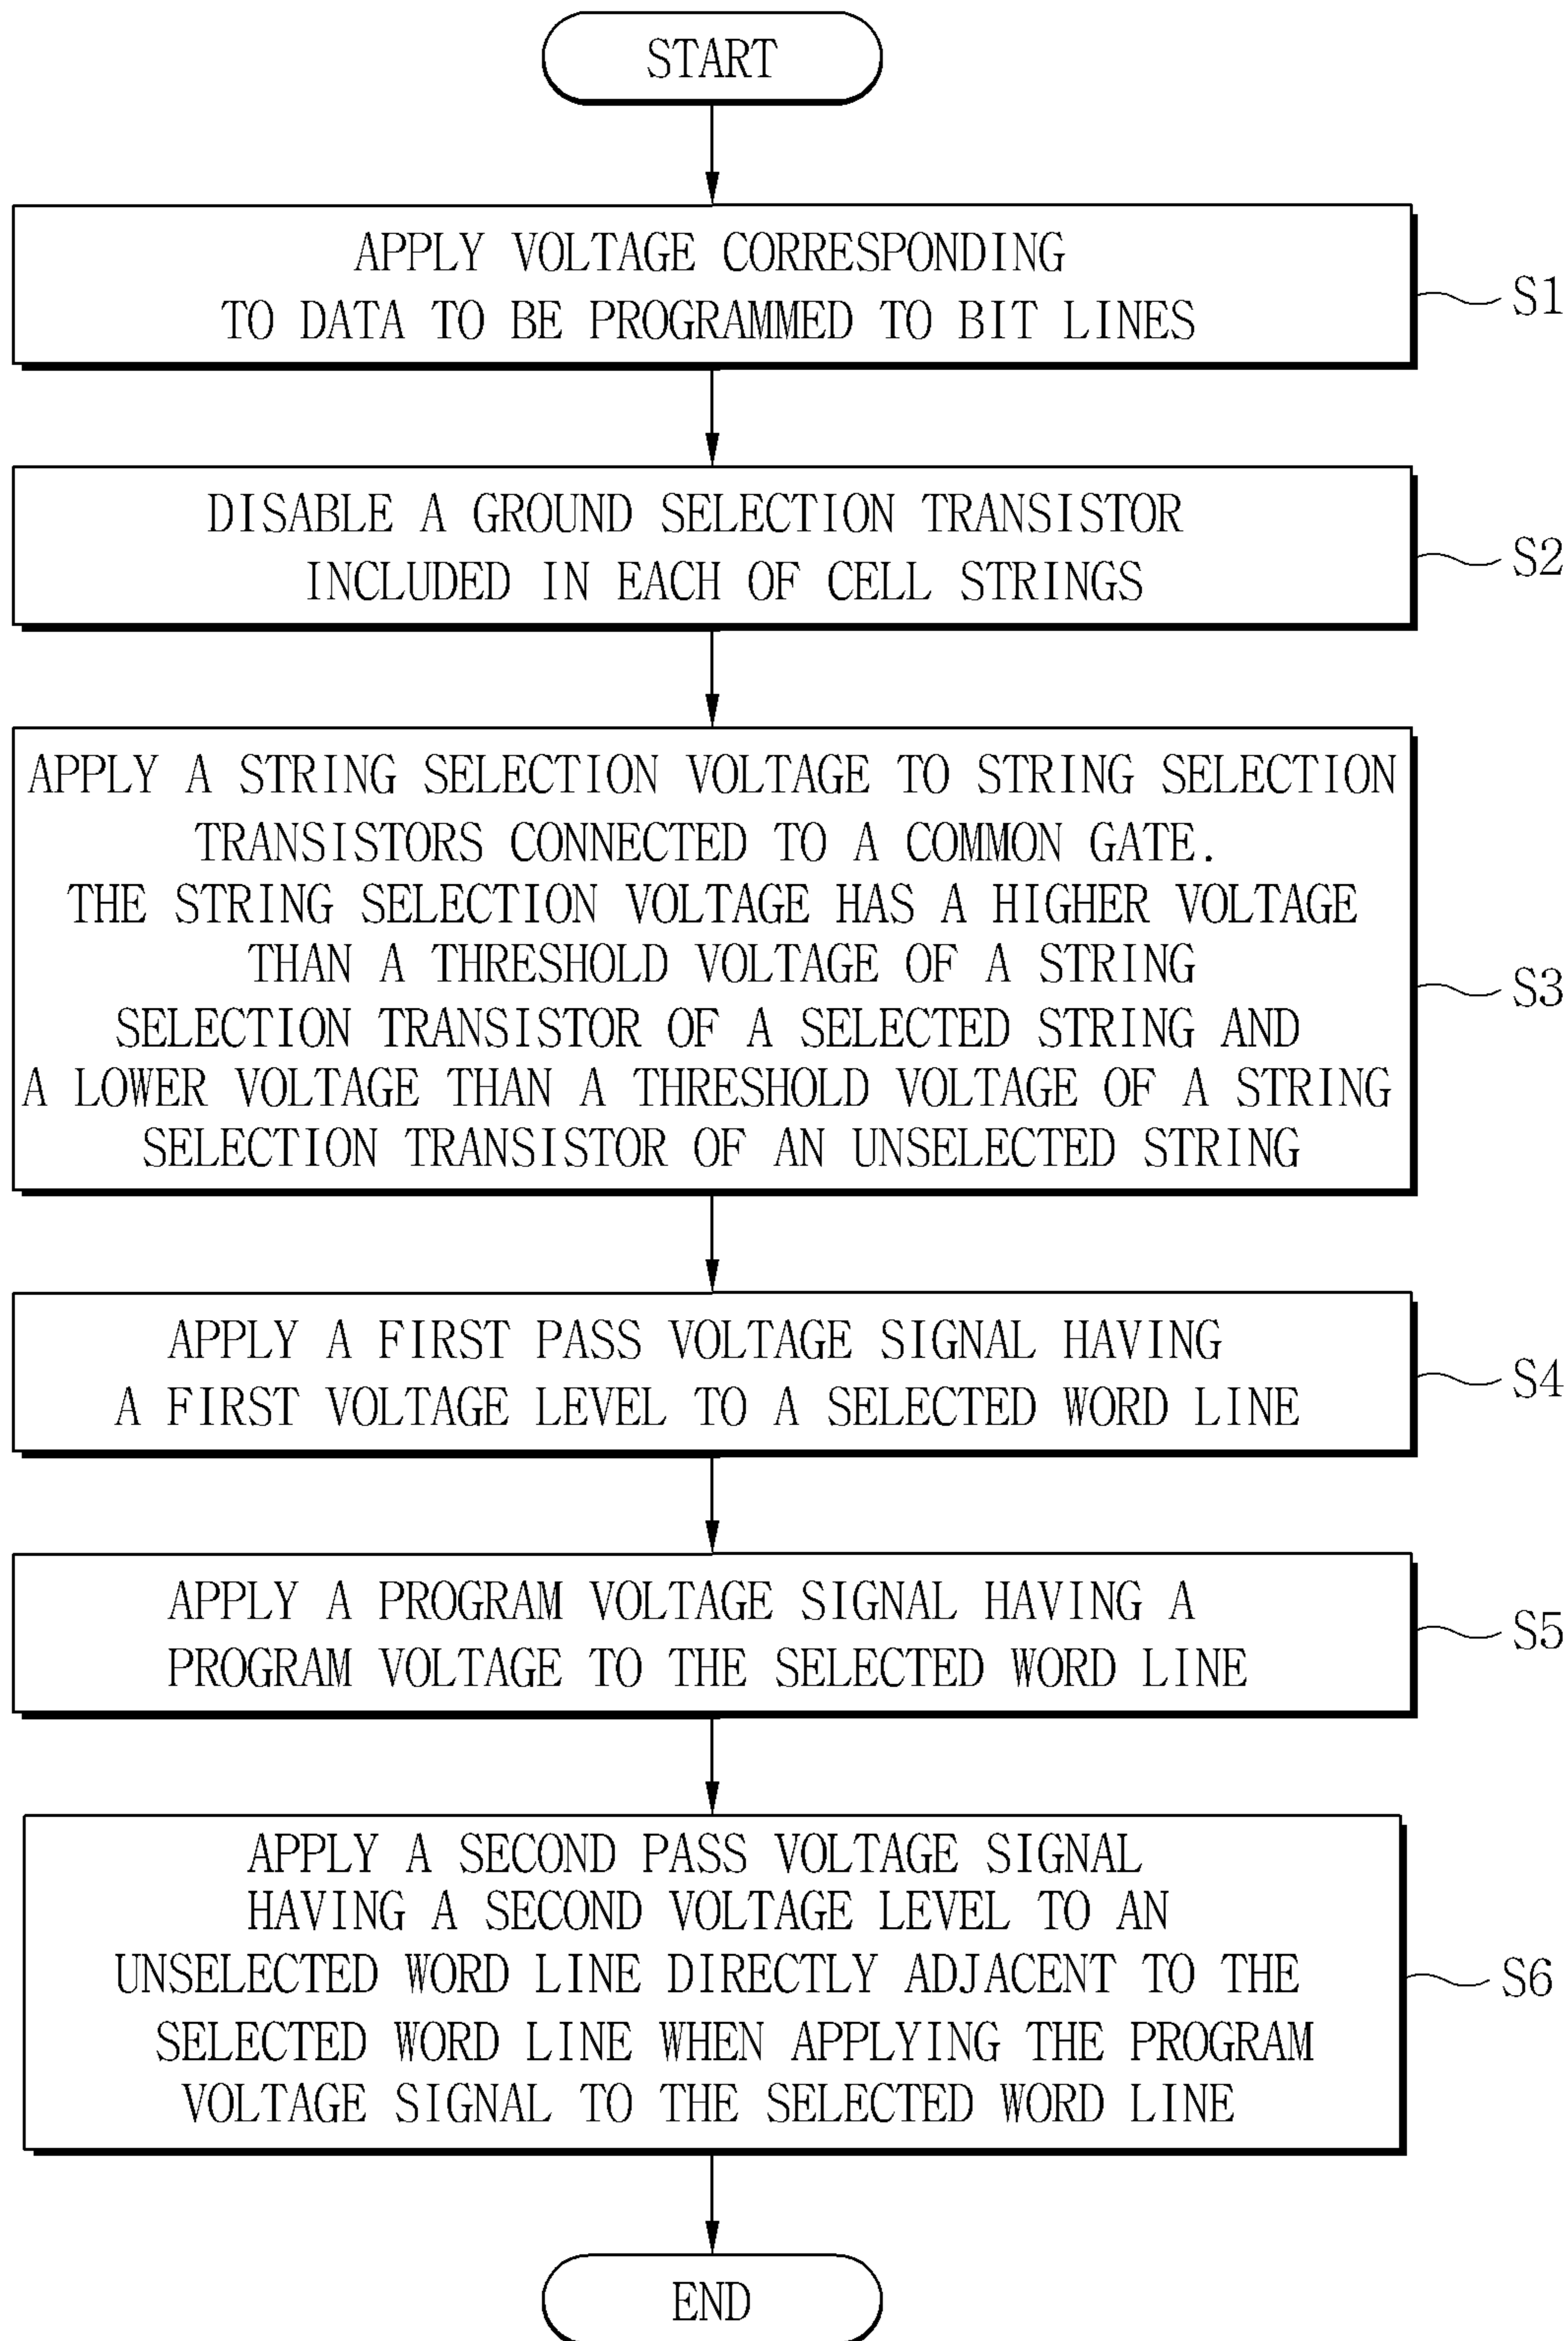 START
APPLY VOLTAGE CORRESPONDING
TO DATA TO BE PROGRAMMED TO BIT LINES
S1
DISABLE A GROUND SELECTION TRANSISTOR
INCLUDED IN EACH OF CELL STRINGS
S2
APPLY A STRING SELECTION VOLTAGE TO STRING SELECTION
TRANSISTORS CONNECTED TO A COMMON GATE.
THE STRING SELECTION VOLTAGE HAS A HIGHER VOLTAGE
THAN A THRESHOLD VOLTAGE OF A STRING
SELECTION TRANSISTOR OF A SELECTED STRING AND
A LOWER VOLTAGE THAN A THRESHOLD VOLTAGE OF A STRING
SELECTION TRANSISTOR OF AN UNSELECTED STRING
S3
APPLY A FIRST PASS VOLTAGE SIGNAL HAVING
A FIRST VOLTAGE LEVEL TO A SELECTED WORD LINE
S4
APPLY A PROGRAM VOLTAGE SIGNAL HAVING A
PROGRAM VOLTAGE TO THE SELECTED WORD LINE
S5
APPLY A SECOND PASS VOLTAGE SIGNAL
HAVING A SECOND VOLTAGE LEVEL TO AN
UNSELECTED WORD LINE DIRECTLY ADJACENT TO THE
SELECTED WORD LINE WHEN APPLYING THE PROGRAM
VOLTAGE SIGNAL TO THE SELECTED WORD LINE
S6
END